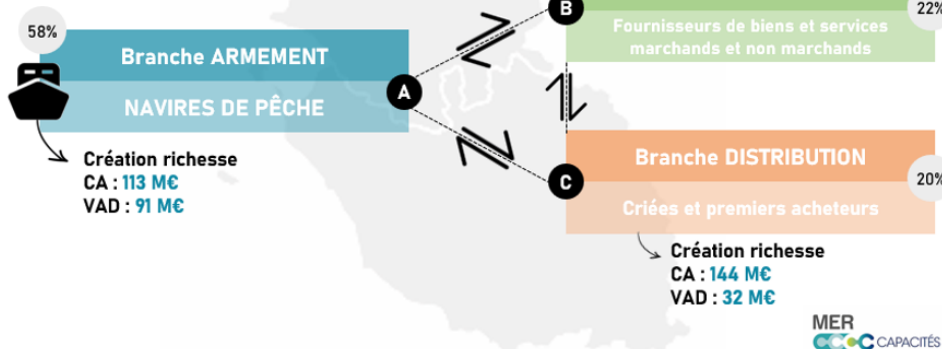 58%
Branche ARMEMENT
NAVIRES DE PÊCHE
A
Création richesse
CA : 113 M€
VAD : 91 M€
B
22%
Fournisseurs de biens et services
marchands et non marchands
C
Branche DISTRIBUTION
20%
Criées et premiers acheteurs
Création richesse
CA : 144 M€
VAD : 32 M€
MER
CAPACITÉS